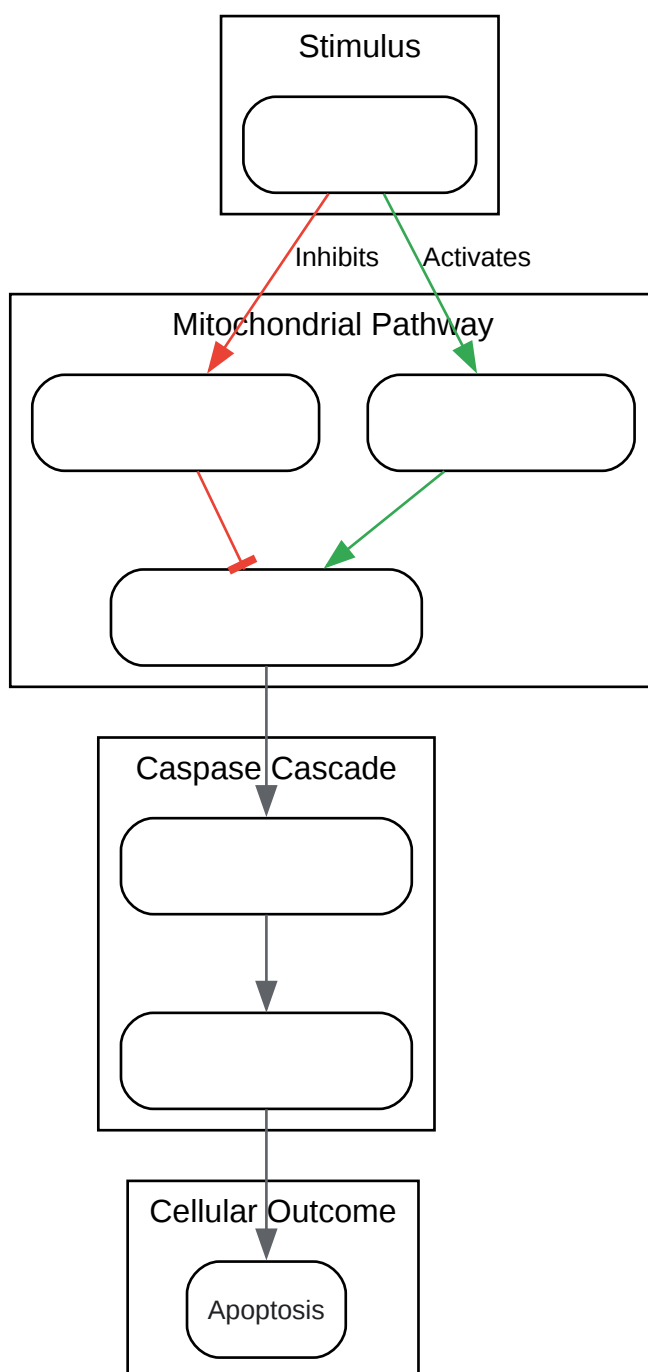 Stimulus
Inhibits
Activates
Mitochondrial Pathway
Caspase Cascade
Cellular Outcome
Apoptosis